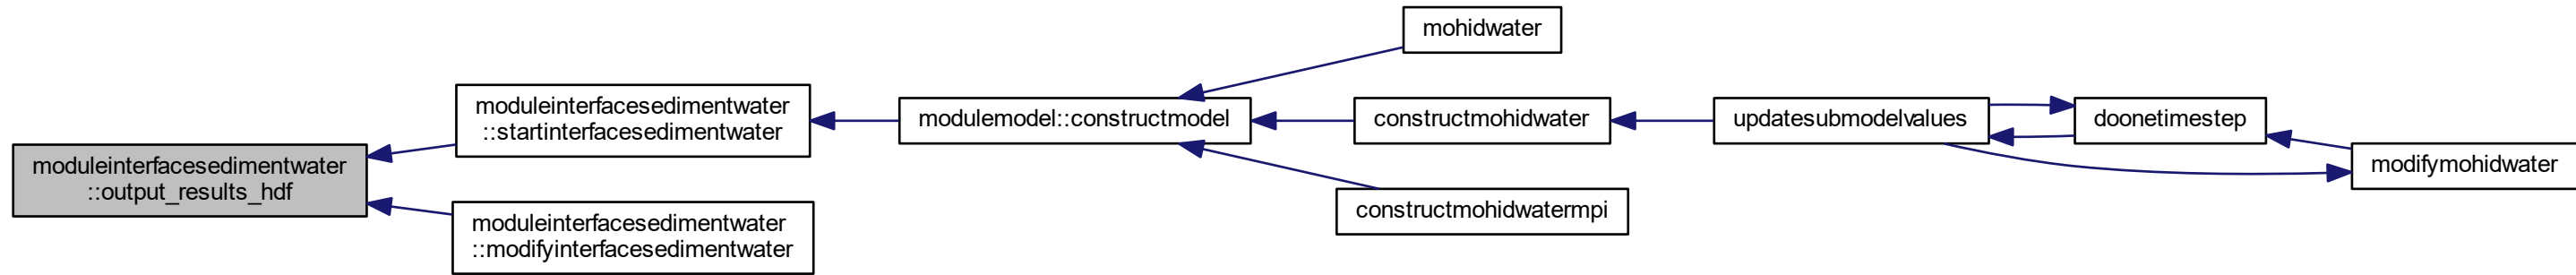 moduleinterfacesedimentwater
::output_results_hdf
moduleinterfacesedimentwater
::startinterfacesedimentwater
moduleinterfacesedimentwater
::modifyinterfacesedimentwater
modulemodel::constructmodel
mohidwater
constructmohidwater
constructmohidwatermpi
updatesubmodelvalues
doonetimestep
modifymohidwater